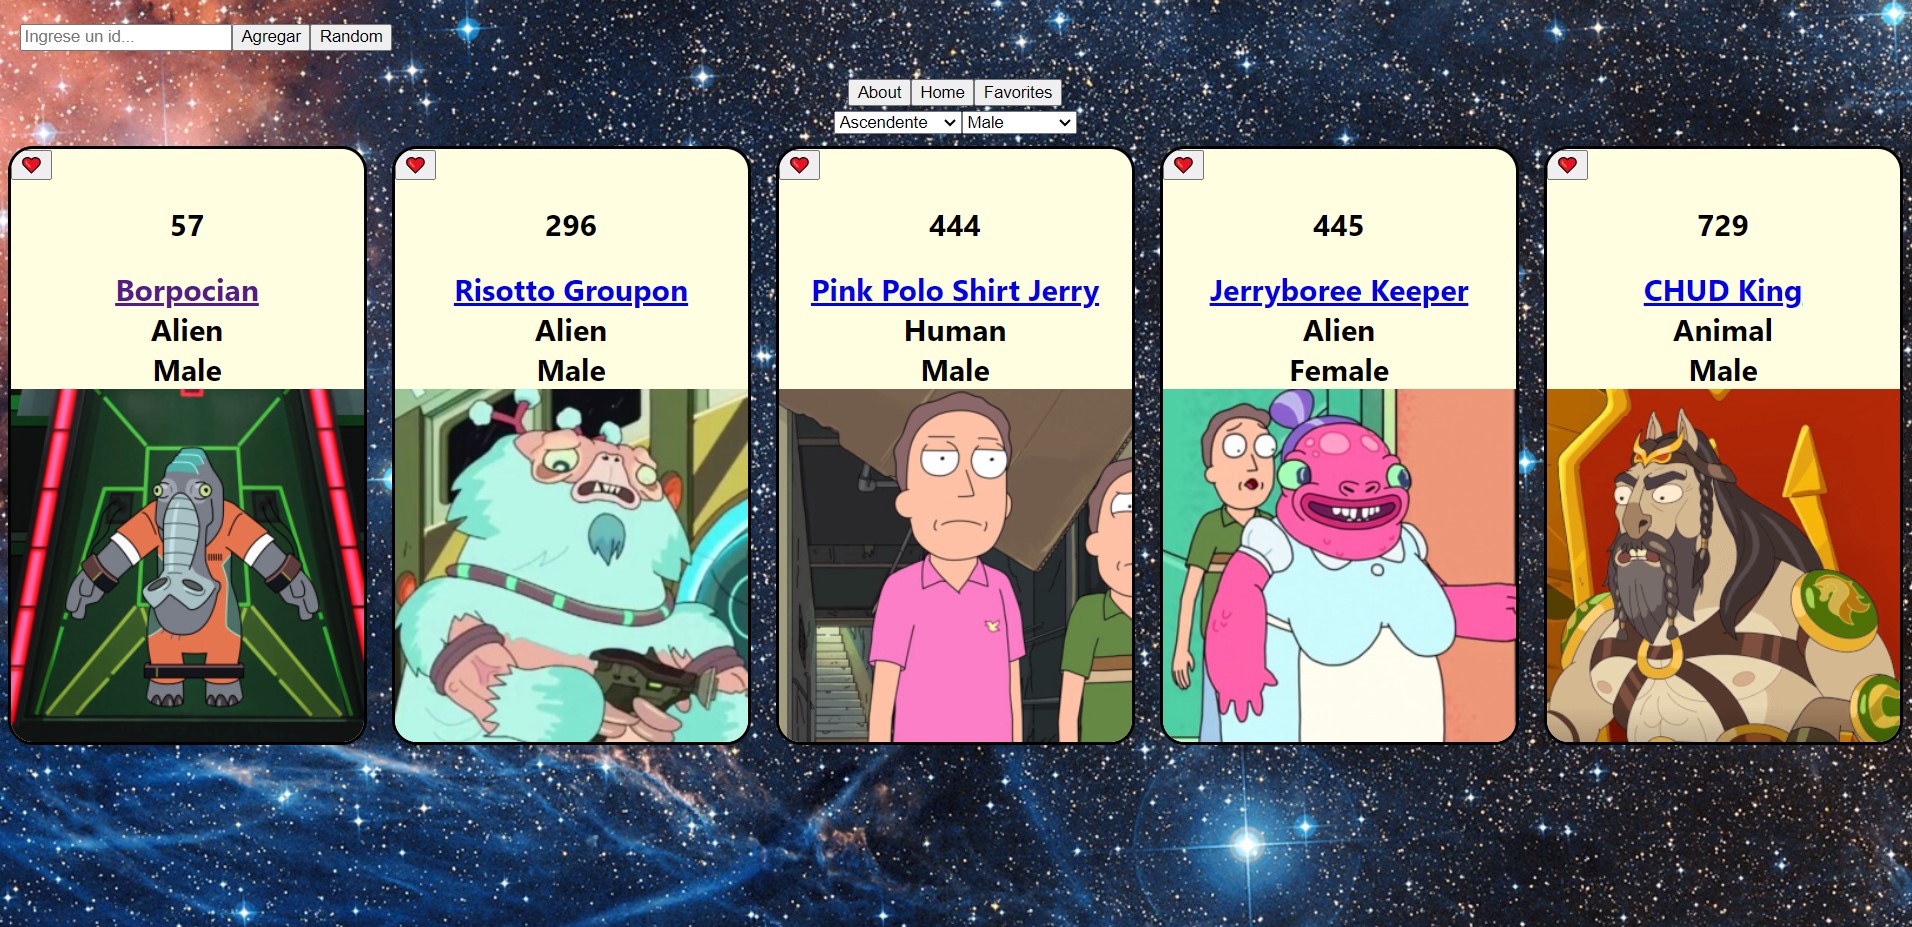 Ingrese un id... Agregar Random
About Home Favorites
Ascendente Male
57
Borpocian
Alien
Male
296
Risotto Groupon
Alien
Male
444
Pink Polo Shirt Jerry
Human
Male
445
Jerryboree Keeper
Alien
Female
729
CHUD King
Animal
Male